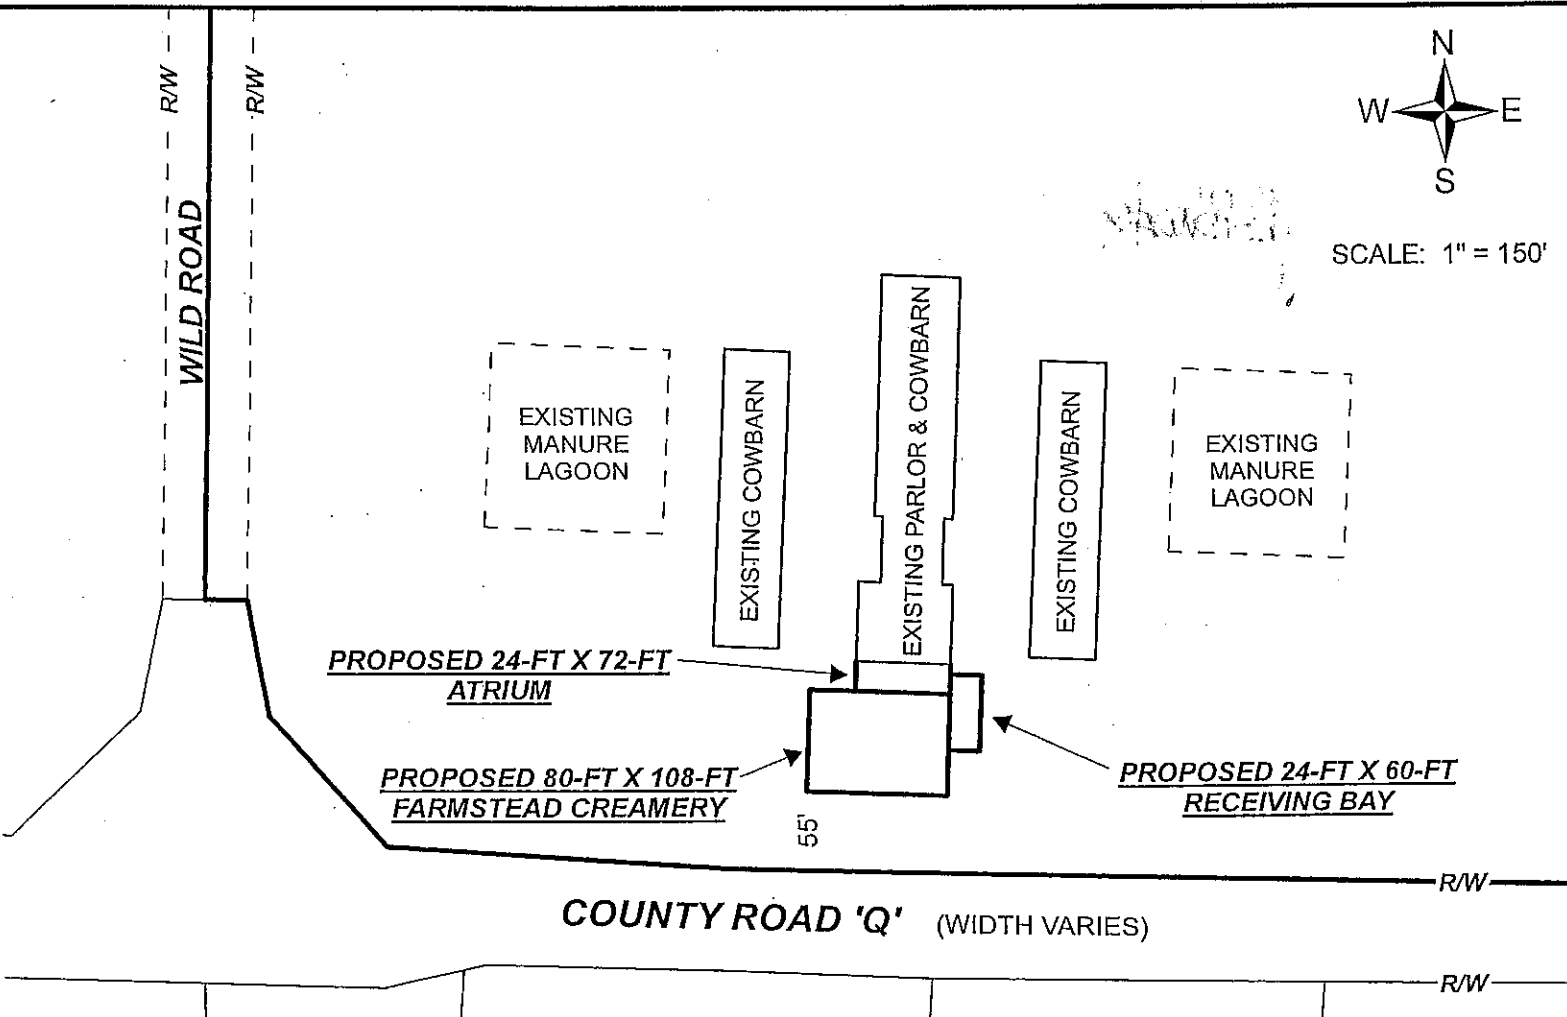 N
W E
S
SCALE: 1" = 150'
R/W
R/W
WILD ROAD
EXISTING
MANURE
LAGOON
EXISTING COWBARN
EXISTING PARLOR & COWBARN
EXISTING COWBARN
EXISTING
MANURE
LAGOON
PROPOSED 24-FT X 72-FT
ATRIUM
PROPOSED 80-FT X 108-FT
FARMSTEAD CREAMERY
PROPOSED 24-FT X 60-FT
RECEIVING BAY
55'
R/W
COUNTY ROAD 'Q' (WIDTH VARIES)
R/W